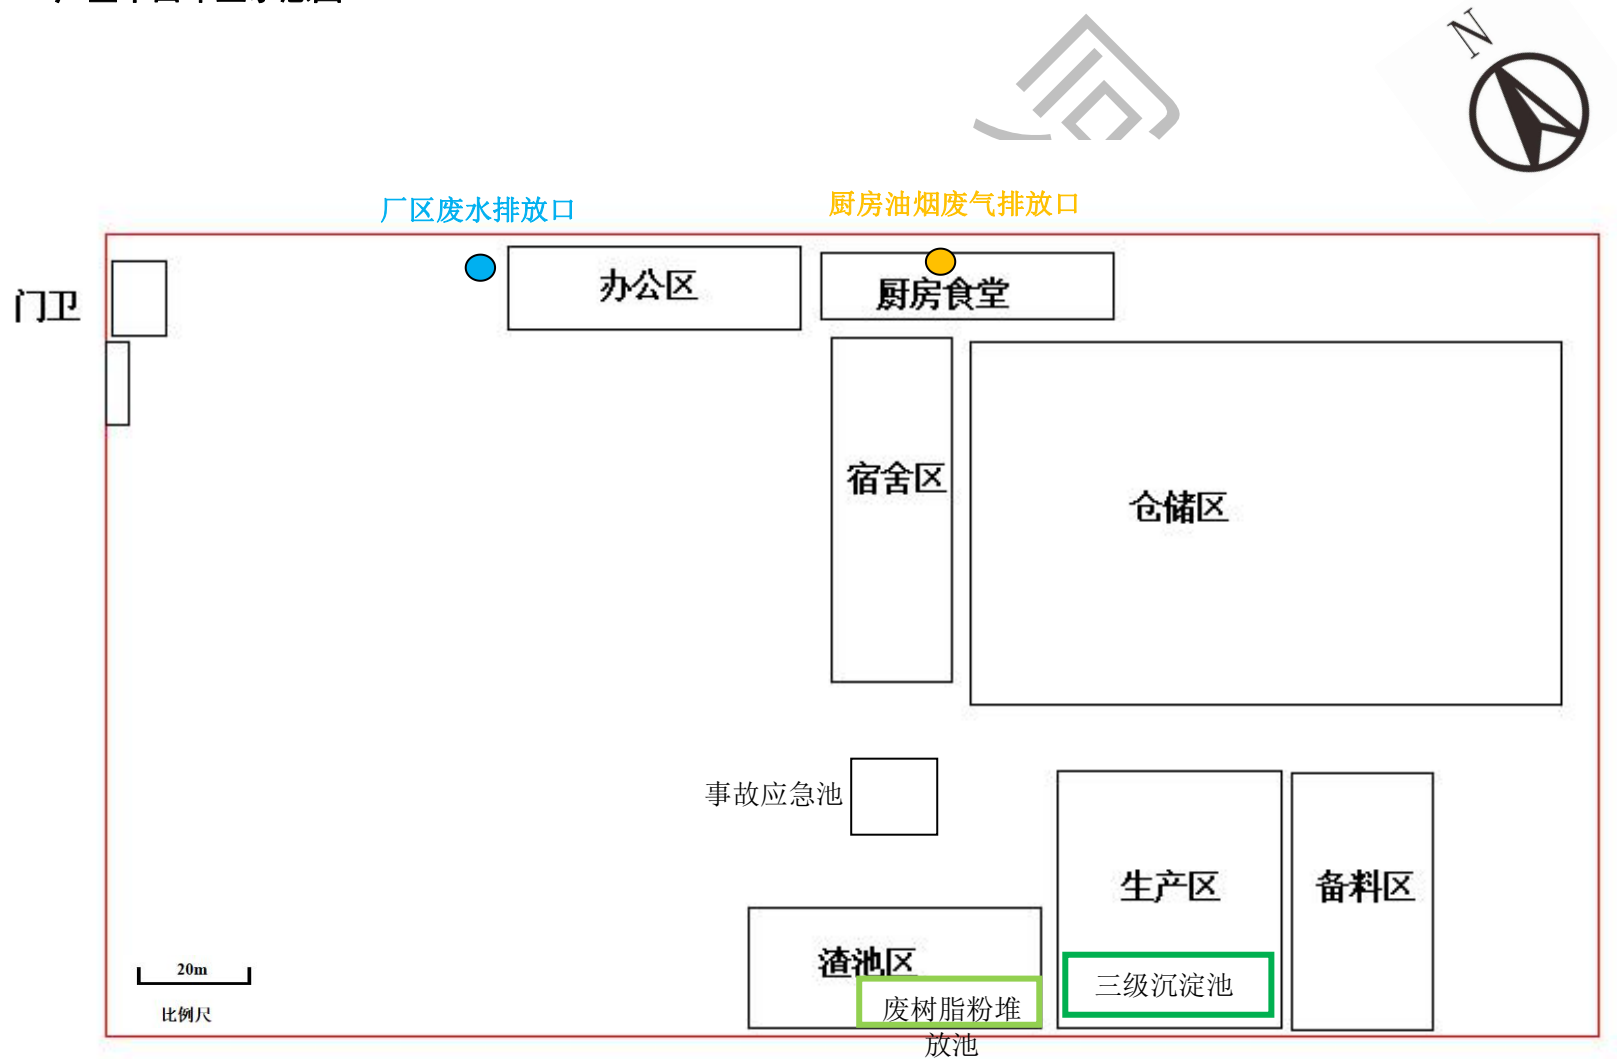 N
厂区废水排放口
厨房油烟废气排放口
门卫
办公区
厨房食堂
宿舍区
仓储区
事故应急池
生产区
备料区
渣池区
三级沉淀池
废树脂粉堆
放池
20m
比例尺